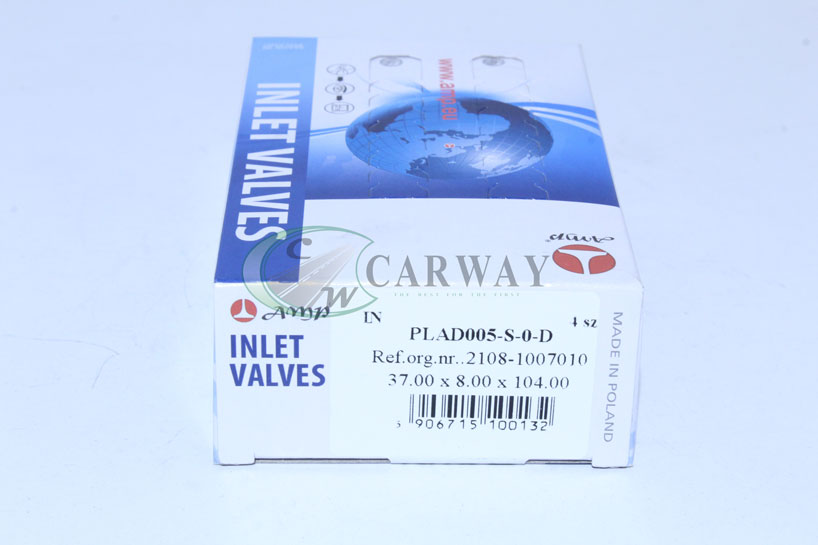 INLET VALVES
www.amp.eu
Amp
CW CARWAY
THE BEST FOR THE FIRST
AMP
INLET
VALVES
IN
4 sz
PLAD005-S-0-D
Ref.org.nr..2108-1007010
37.00 x 8.00 x 104.00
5 906715 100132
MADE IN POLAND